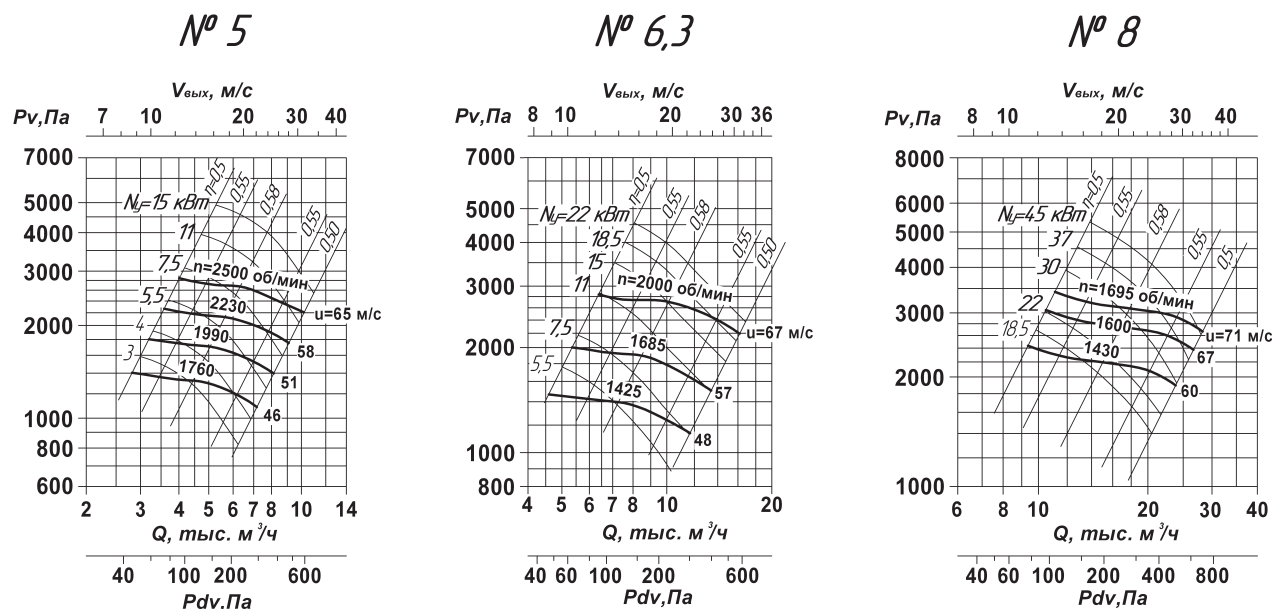 № 5
Vвых, м/с
Pv,Па
7 10 20 30 40
7000
5000
4000
3000
2000
1000
800
600
Nу=15 кВт
11
7,5
5,5
4
3
n=0,5
0,55
0,58
0,55
0,50
n=2500 об/мин
2230
1990
1760
u=65 м/с
58
51
46
2 3 4 5 6 7 8 10 14
Q, тыс. м³/ч
40 100 200 600
Pdv.Па
№ 6,3
Vвых, м/с
Pv,Па
8 10 20 30 36
7000
5000
4000
3000
2000
1000
800
Nу=22 кВт
18,5
15
11
7,5
5,5
n=0,5
0,55
0,58
0,55
0,50
n=2000 об/мин
1685
1425
u=67 м/с
57
48
4 5 6 7 8 10 20
Q, тыс. м³/ч
40 60 100 200 600
Pdv,Па
№ 8
Vвых, м/с
Pv,Па
8 10 20 30 40
8000
6000
5000
4000
3000
2000
1000
Nу=45 кВт
37
30
22
18,5
n=0,5
0,55
0,58
0,55
0,5
n=1695 об/мин
1600
1430
u=71 м/с
67
60
6 8 10 20 30 40
Q, тыс. м³/ч
40 60 100 200 400 800
Pdv,Па